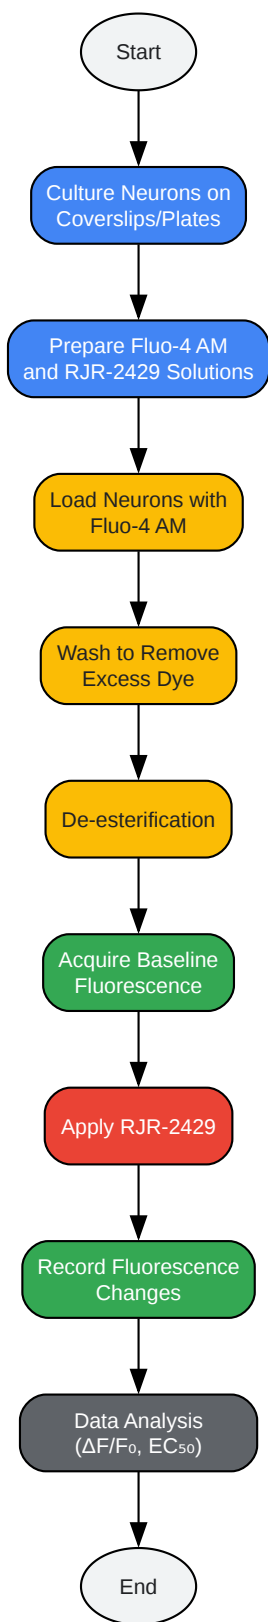 Start
Culture Neurons on
Coverslips/Plates
Prepare Fluo-4 AM
and RJR-2429 Solutions
Load Neurons with
Fluo-4 AM
Wash to Remove
Excess Dye
De-esterification
Acquire Baseline
Fluorescence
Apply RJR-2429
Record Fluorescence
Changes
Data Analysis
(ΔF/F₀, EC₅₀)
End